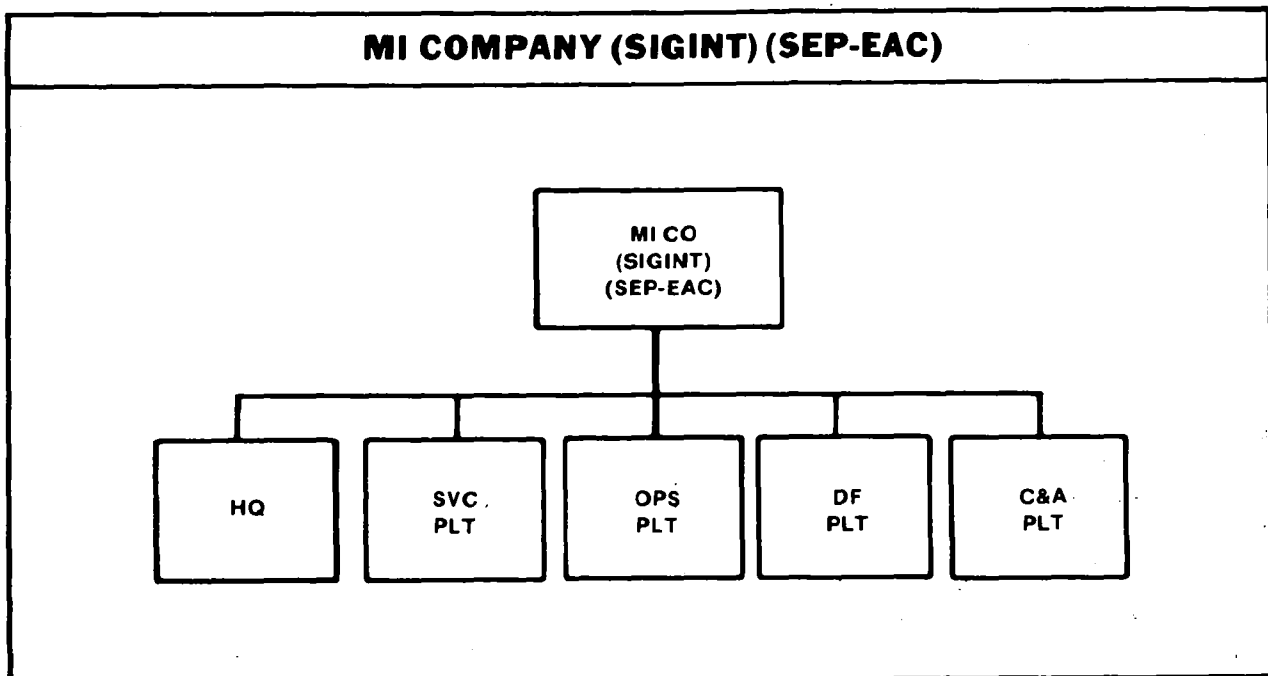 MI COMPANY (SIGINT) (SEP-EAC)
MI CO
(SIGINT)
(SEP-EAC)
HQ
SVC
PLT
OPS
PLT
DF
PLT
C&A
PLT